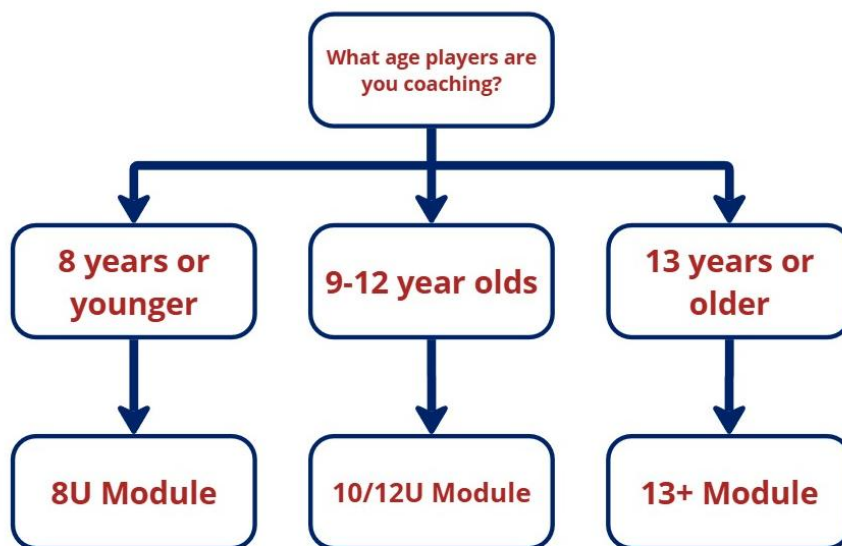 What age players are
you coaching?
8 years or
younger
9-12 year olds
13 years or
older
8U Module
10/12U Module
13+ Module